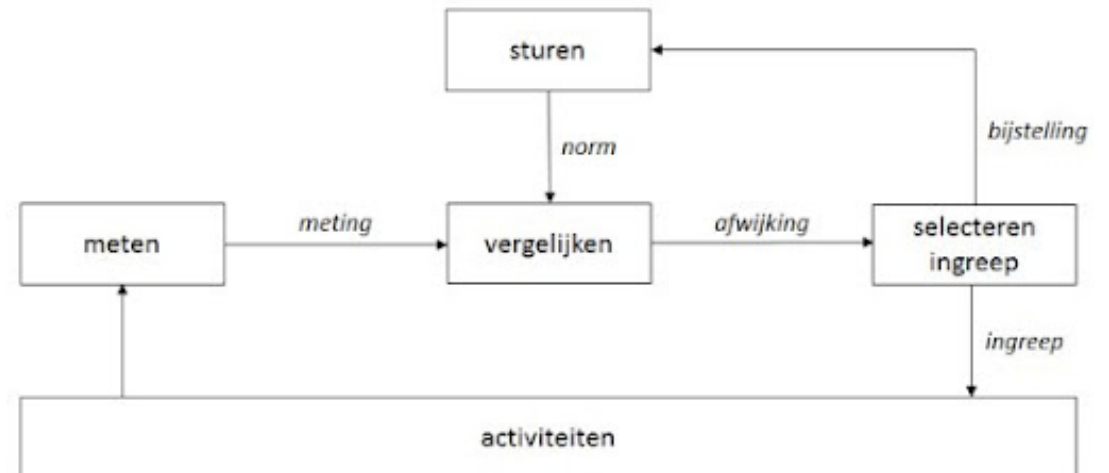 sturen
bijstelling
norm
meten
meting
vergelijken
afwijking
selecteren
ingreep
ingreep
activiteiten